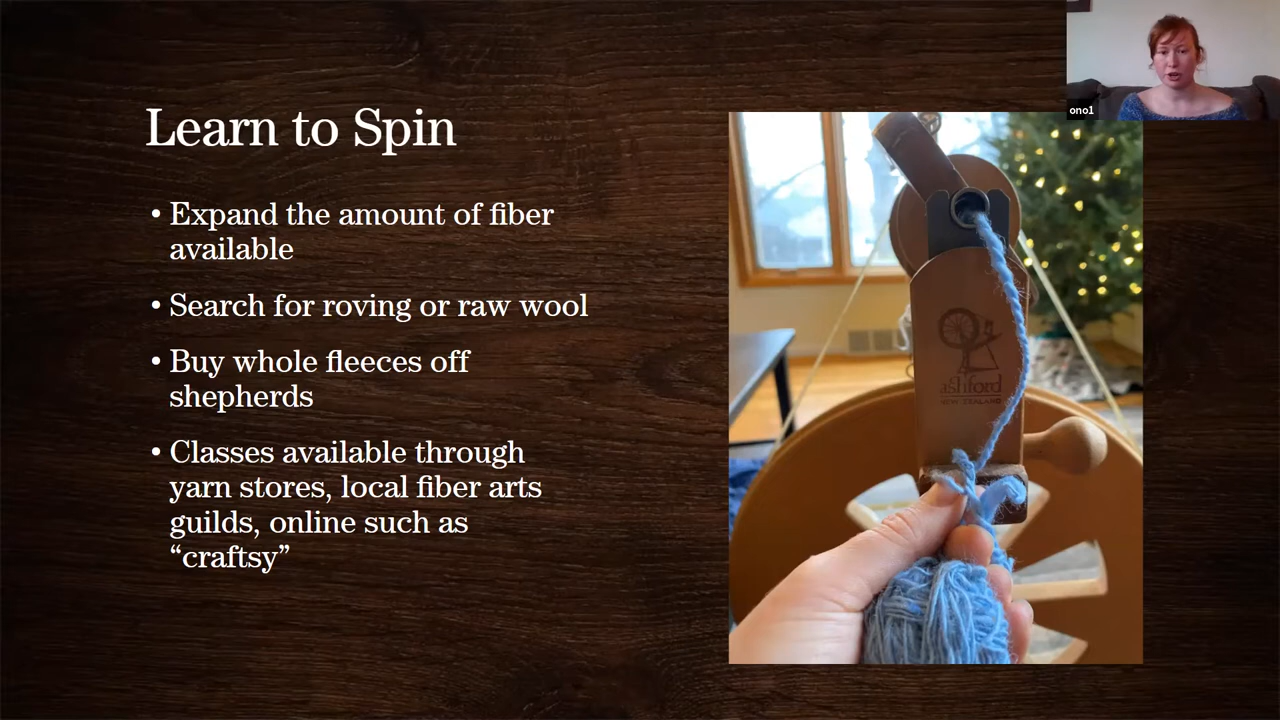 Learn to Spin
• Expand the amount of fiber
available
• Search for roving or raw wool
• Buy whole fleeces off
shepherds
• Classes available through
yarn stores, local fiber arts
guilds, online such as
“craftsy”
ono1
ashford
NEW ZEALAND